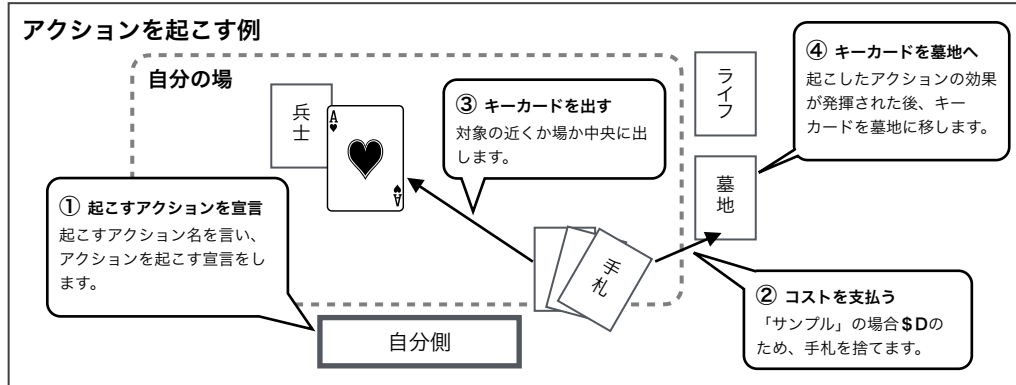 アクションを起こす例
自分の場
兵士
A
A
③ キーカードを出す
対象の近くか場か中央に出
します。
ライフ
④ キーカードを墓地へ
起こしたアクションの効果
が発揮された後、キー
カードを墓地に移します。
墓地
① 起こすアクションを宣言
起こすアクション名を言い、
アクションを起こす宣言をし
ます。
手札
② コストを支払う
「サンプル」の場合$Dの
ため、手札を捨てます。
自分側